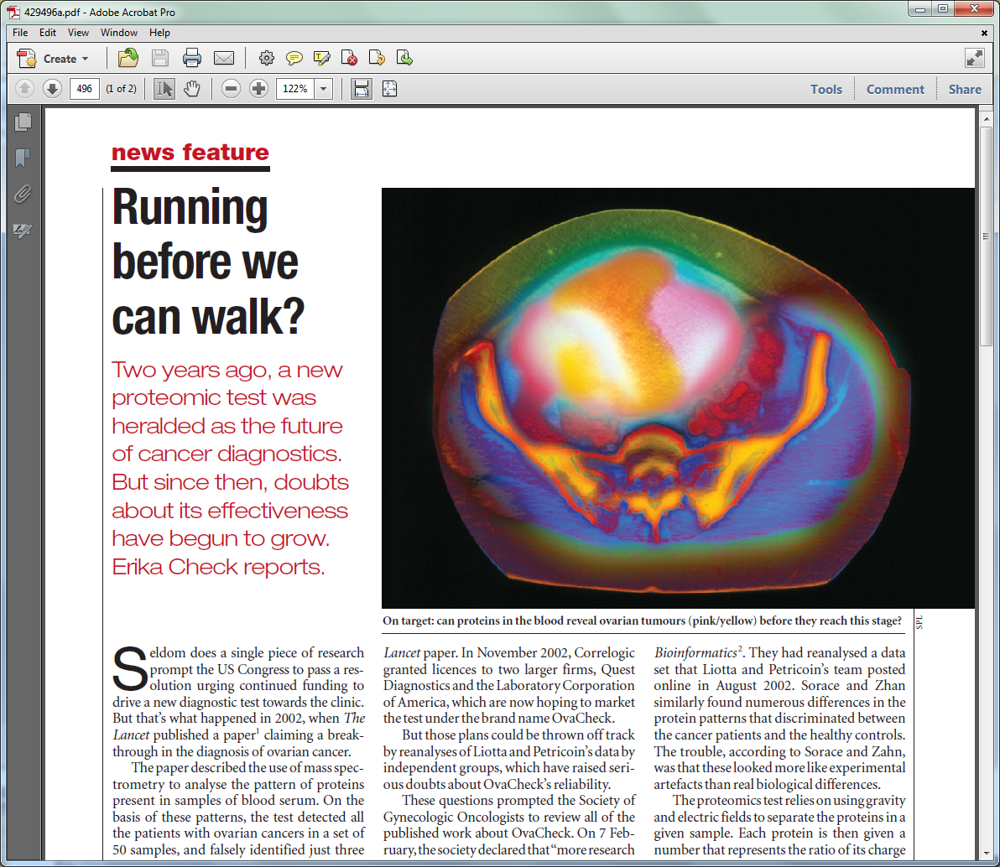 429496a.pdf - Adobe Acrobat Pro
File Edit View Window Help
Create
496 (1 of 2) 122% Tools Comment Share
news feature
Running
before we
can walk?
Two years ago, a new
proteomic test was
heralded as the future
of cancer diagnostics.
But since then, doubts
about its effectiveness
have begun to grow.
Erika Check reports.
On target: can proteins in the blood reveal ovarian tumours (pink/yellow) before they reach this stage?
SPL
Seldom does a single piece of research
prompt the US Congress to pass a res-
olution urging continued funding to
drive a new diagnostic test towards the clinic.
But that’s what happened in 2002, when The
Lancet published a paper¹ claiming a break-
through in the diagnosis of ovarian cancer.
The paper described the use of mass spec-
trometry to analyse the pattern of proteins
present in samples of blood serum. On the
basis of these patterns, the test detected all
the patients with ovarian cancers in a set of
50 samples, and falsely identified just three
Lancet paper. In November 2002, Correlogic
granted licences to two larger firms, Quest
Diagnostics and the Laboratory Corporation
of America, which are now hoping to market
the test under the brand name OvaCheck.
But those plans could be thrown off track
by reanalyses of Liotta and Petricoin’s data by
independent groups, which have raised seri-
ous doubts about OvaCheck’s reliability.
These questions prompted the Society of
Gynecologic Oncologists to review all of the
published work about OvaCheck. On 7 Feb-
ruary, the society declared that “more research
Bioinformatics². They had reanalysed a data
set that Liotta and Petricoin’s team posted
online in August 2002. Sorace and Zhan
similarly found numerous differences in the
protein patterns that discriminated between
the cancer patients and the healthy controls.
The trouble, according to Sorace and Zahn,
was that these looked more like experimental
artefacts than real biological differences.
The proteomics test relies on using gravity
and electric fields to separate the proteins in a
given sample. Each protein is then given a
number that represents the ratio of its charge